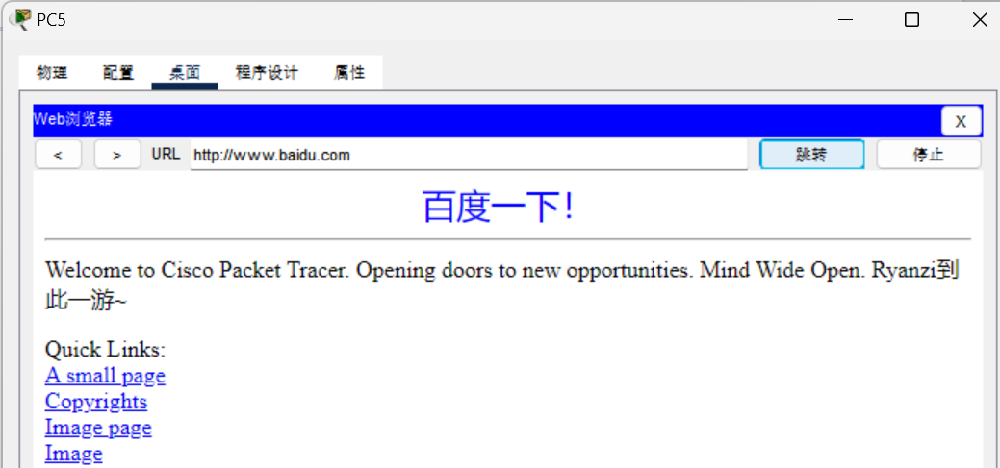 PC5
物理 配置 桌面 程序设计 属性
Web浏览器 X
< > URL http://www.baidu.com 跳转 停止
百度一下！
Welcome to Cisco Packet Tracer. Opening doors to new opportunities. Mind Wide Open. Ryanzi到
此一游~
Quick Links:
A small page
Copyrights
Image page
Image